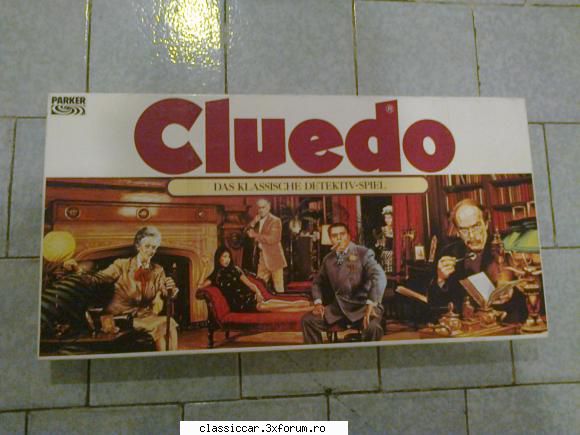 PARKER
Cluedo®
DAS KLASSISCHE DETEKTIV-SPIEL
classiccar.3xforum.ro